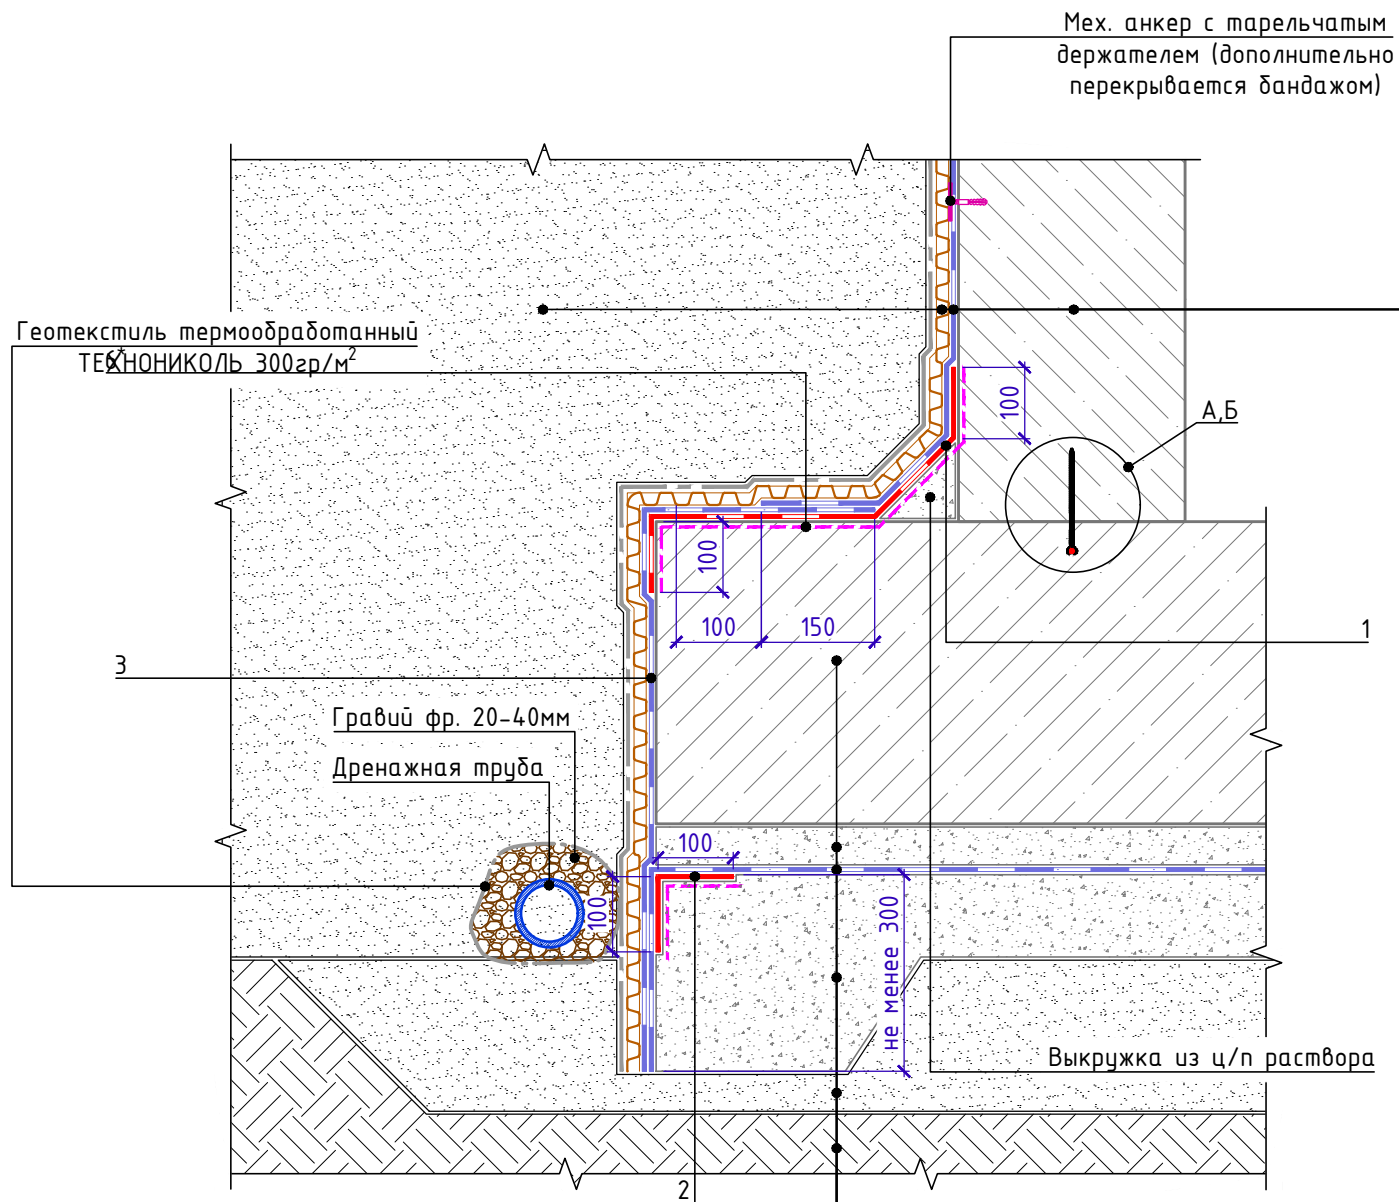 Мех. анкер с тарельчатым
держателем (дополнительно
перекрывается бандажом)
Геотекстиль термообработанный
ТЕХНОНИКОЛЬ 300гр/м²
100
А,Б
100
100
150
1
3
Гравий фр. 20-40мм
Дренажная труба
100
100
не менее 300
Выкружка из ц/п раствора
2